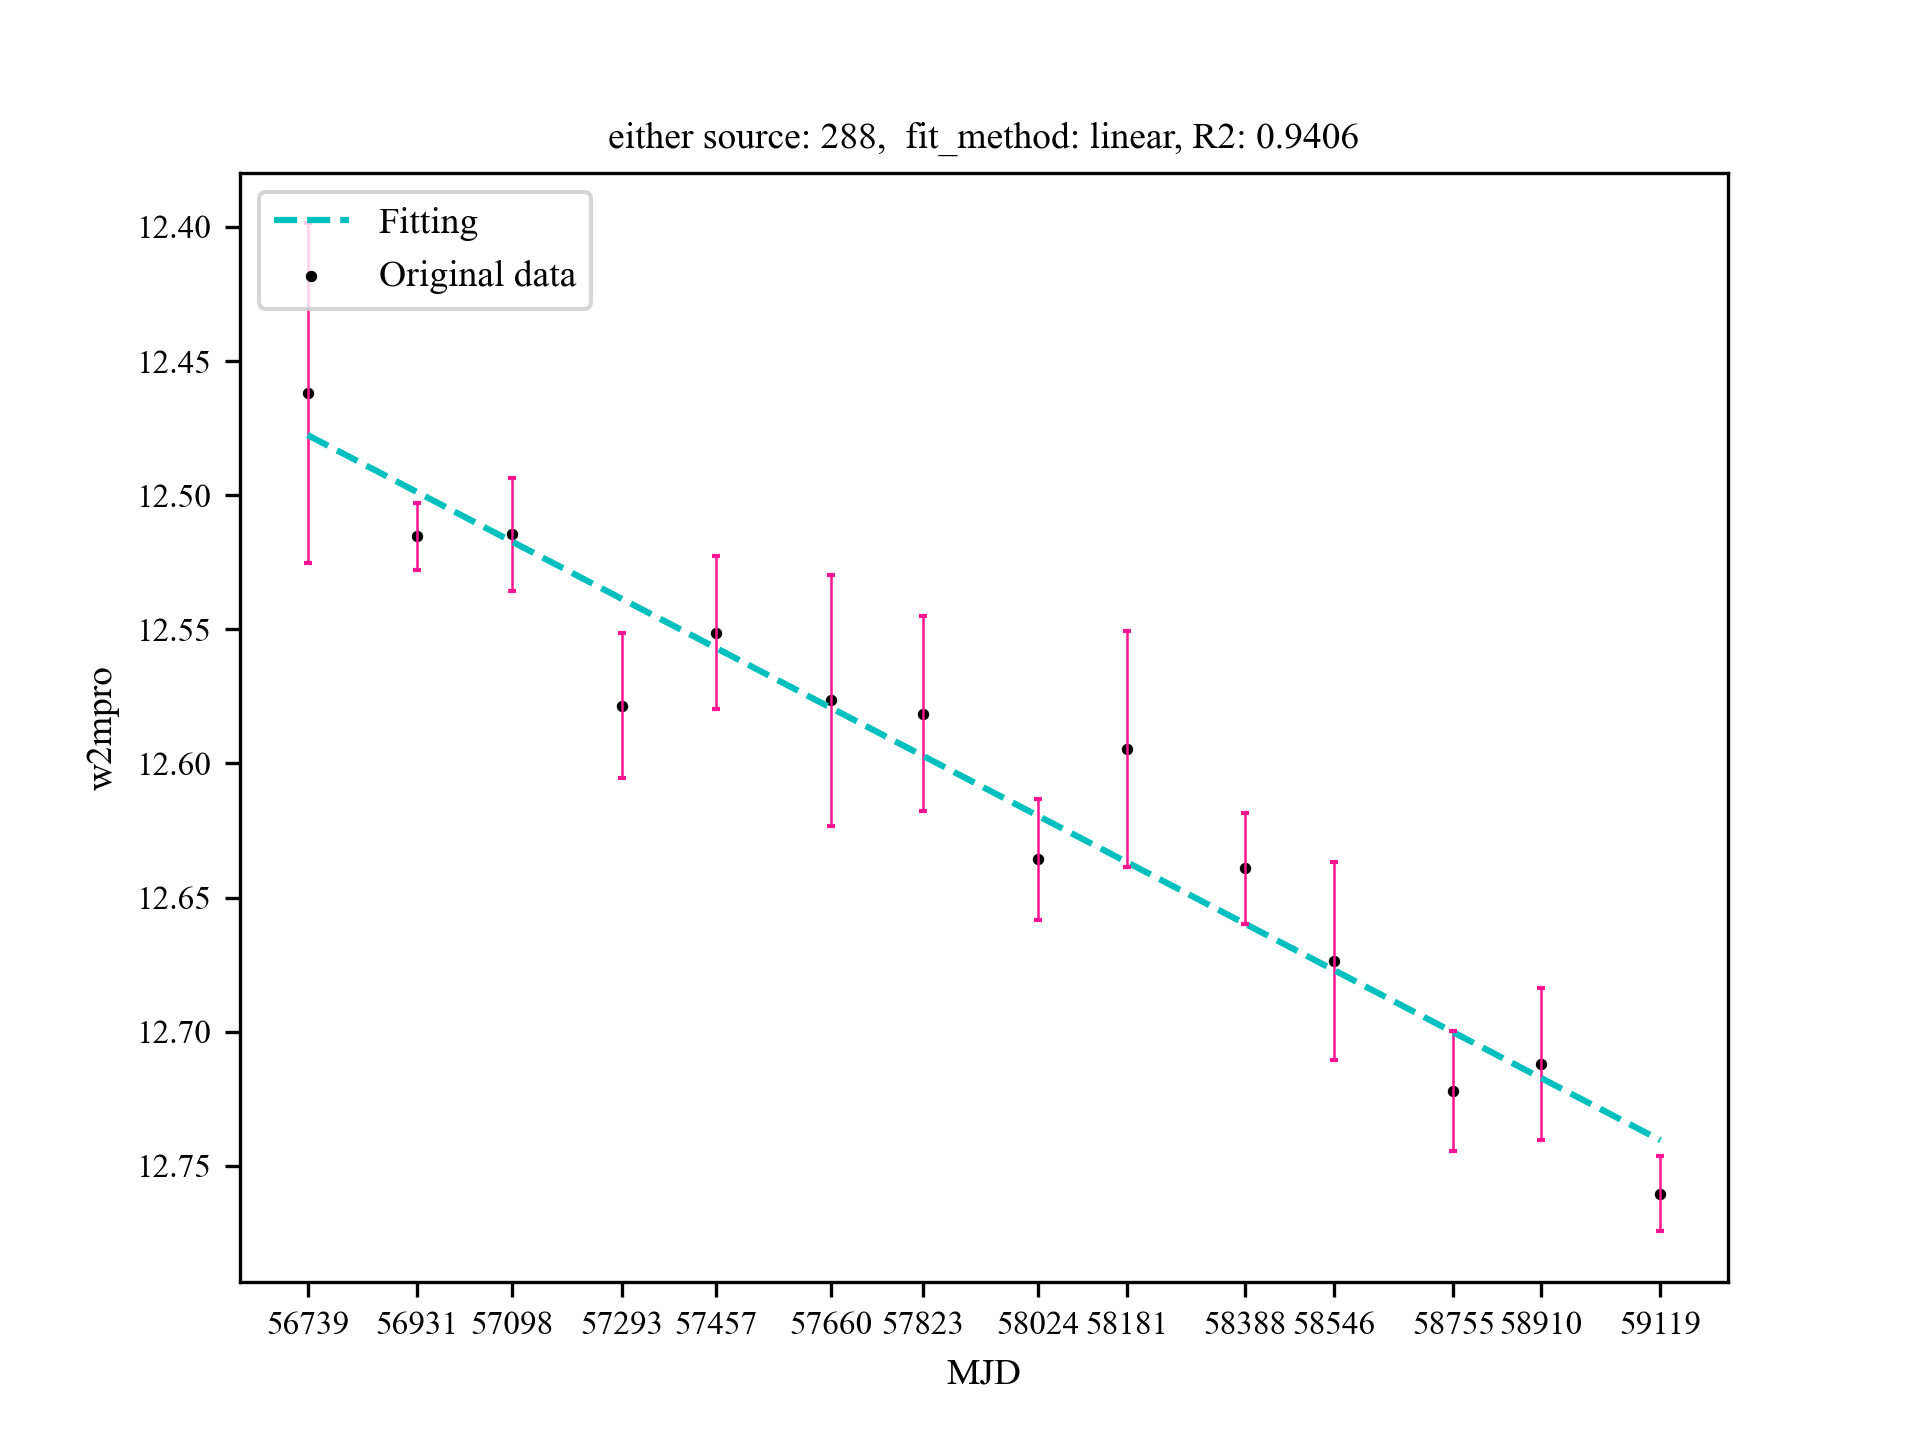 either source: 288,  fit_method: linear, R2: 0.9406
Fitting
Original data
12.40
12.45
12.50
12.55
12.60
12.65
12.70
12.75
w2mpro
56739 56931 57098 57293 57457 57660 57823 58024 58181 58388 58546 58755 58910 59119
MJD